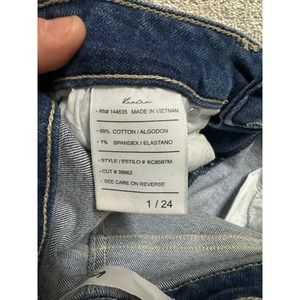 KanCan
- RN# 144635 MADE IN VIETNAM
- 99% COTTON / ALGODON
- 1% SPANDEX / ELASTANO
- STYLE / ESTILO # KC8597M
- CUT # 38862
- SEE CARE ON REVERSE
1 / 24